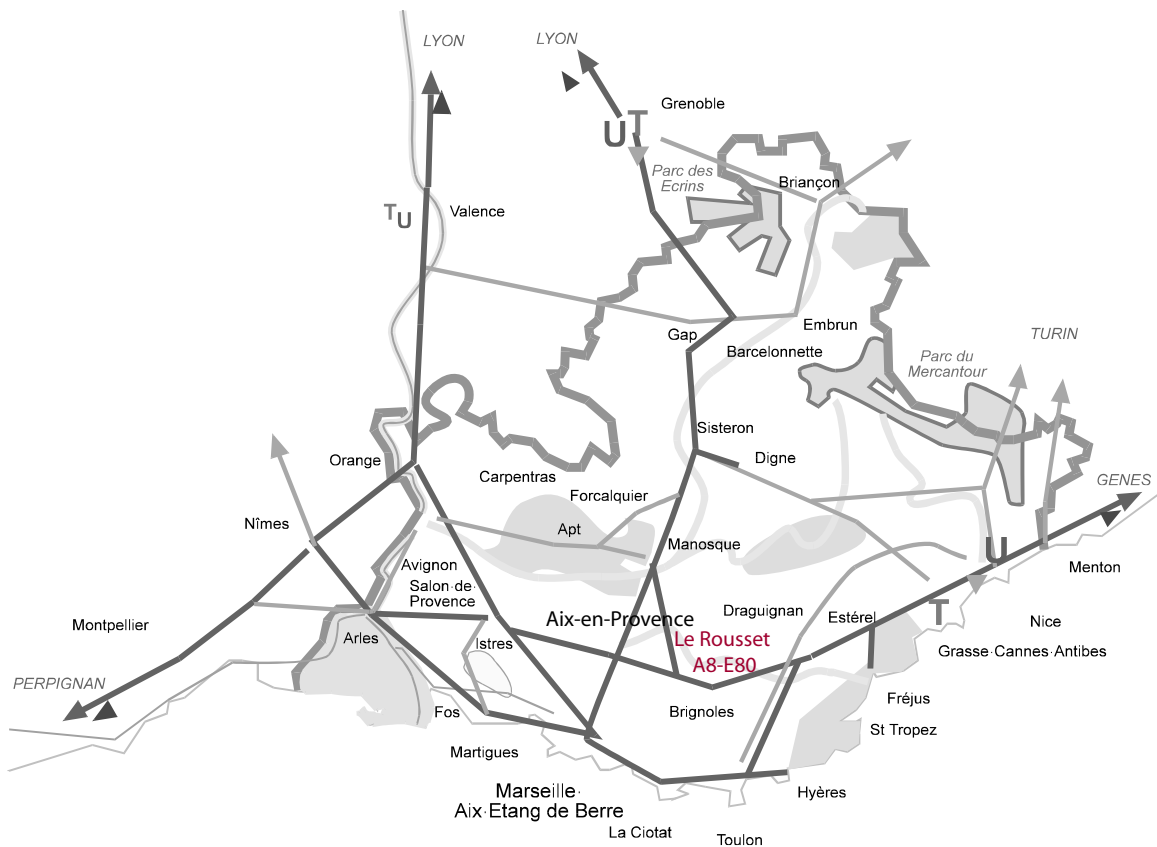 LYON
LYON
Grenoble
U
T
Parc des
Ecrins
Briançon
T
U
Valence
Embrun
TURIN
Gap
Barcelonnette
Parc du
Mercantour
Sisteron
Digne
Orange
Carpentras
GENES
Forcalquier
Nîmes
Apt
Manosque
U
Avignon
Menton
Salon·de·
Provence
Draguignan
T
Aix-en-Provence
Estérel
Nice
Montpellier
Arles
Istres
Le Rousset
A8-E80
Grasse·Cannes·Antibes
PERPIGNAN
Fréjus
Fos
Brignoles
St Tropez
Martigues
Marseille·
Aix·Etang de Berre
Hyères
La Ciotat
Toulon